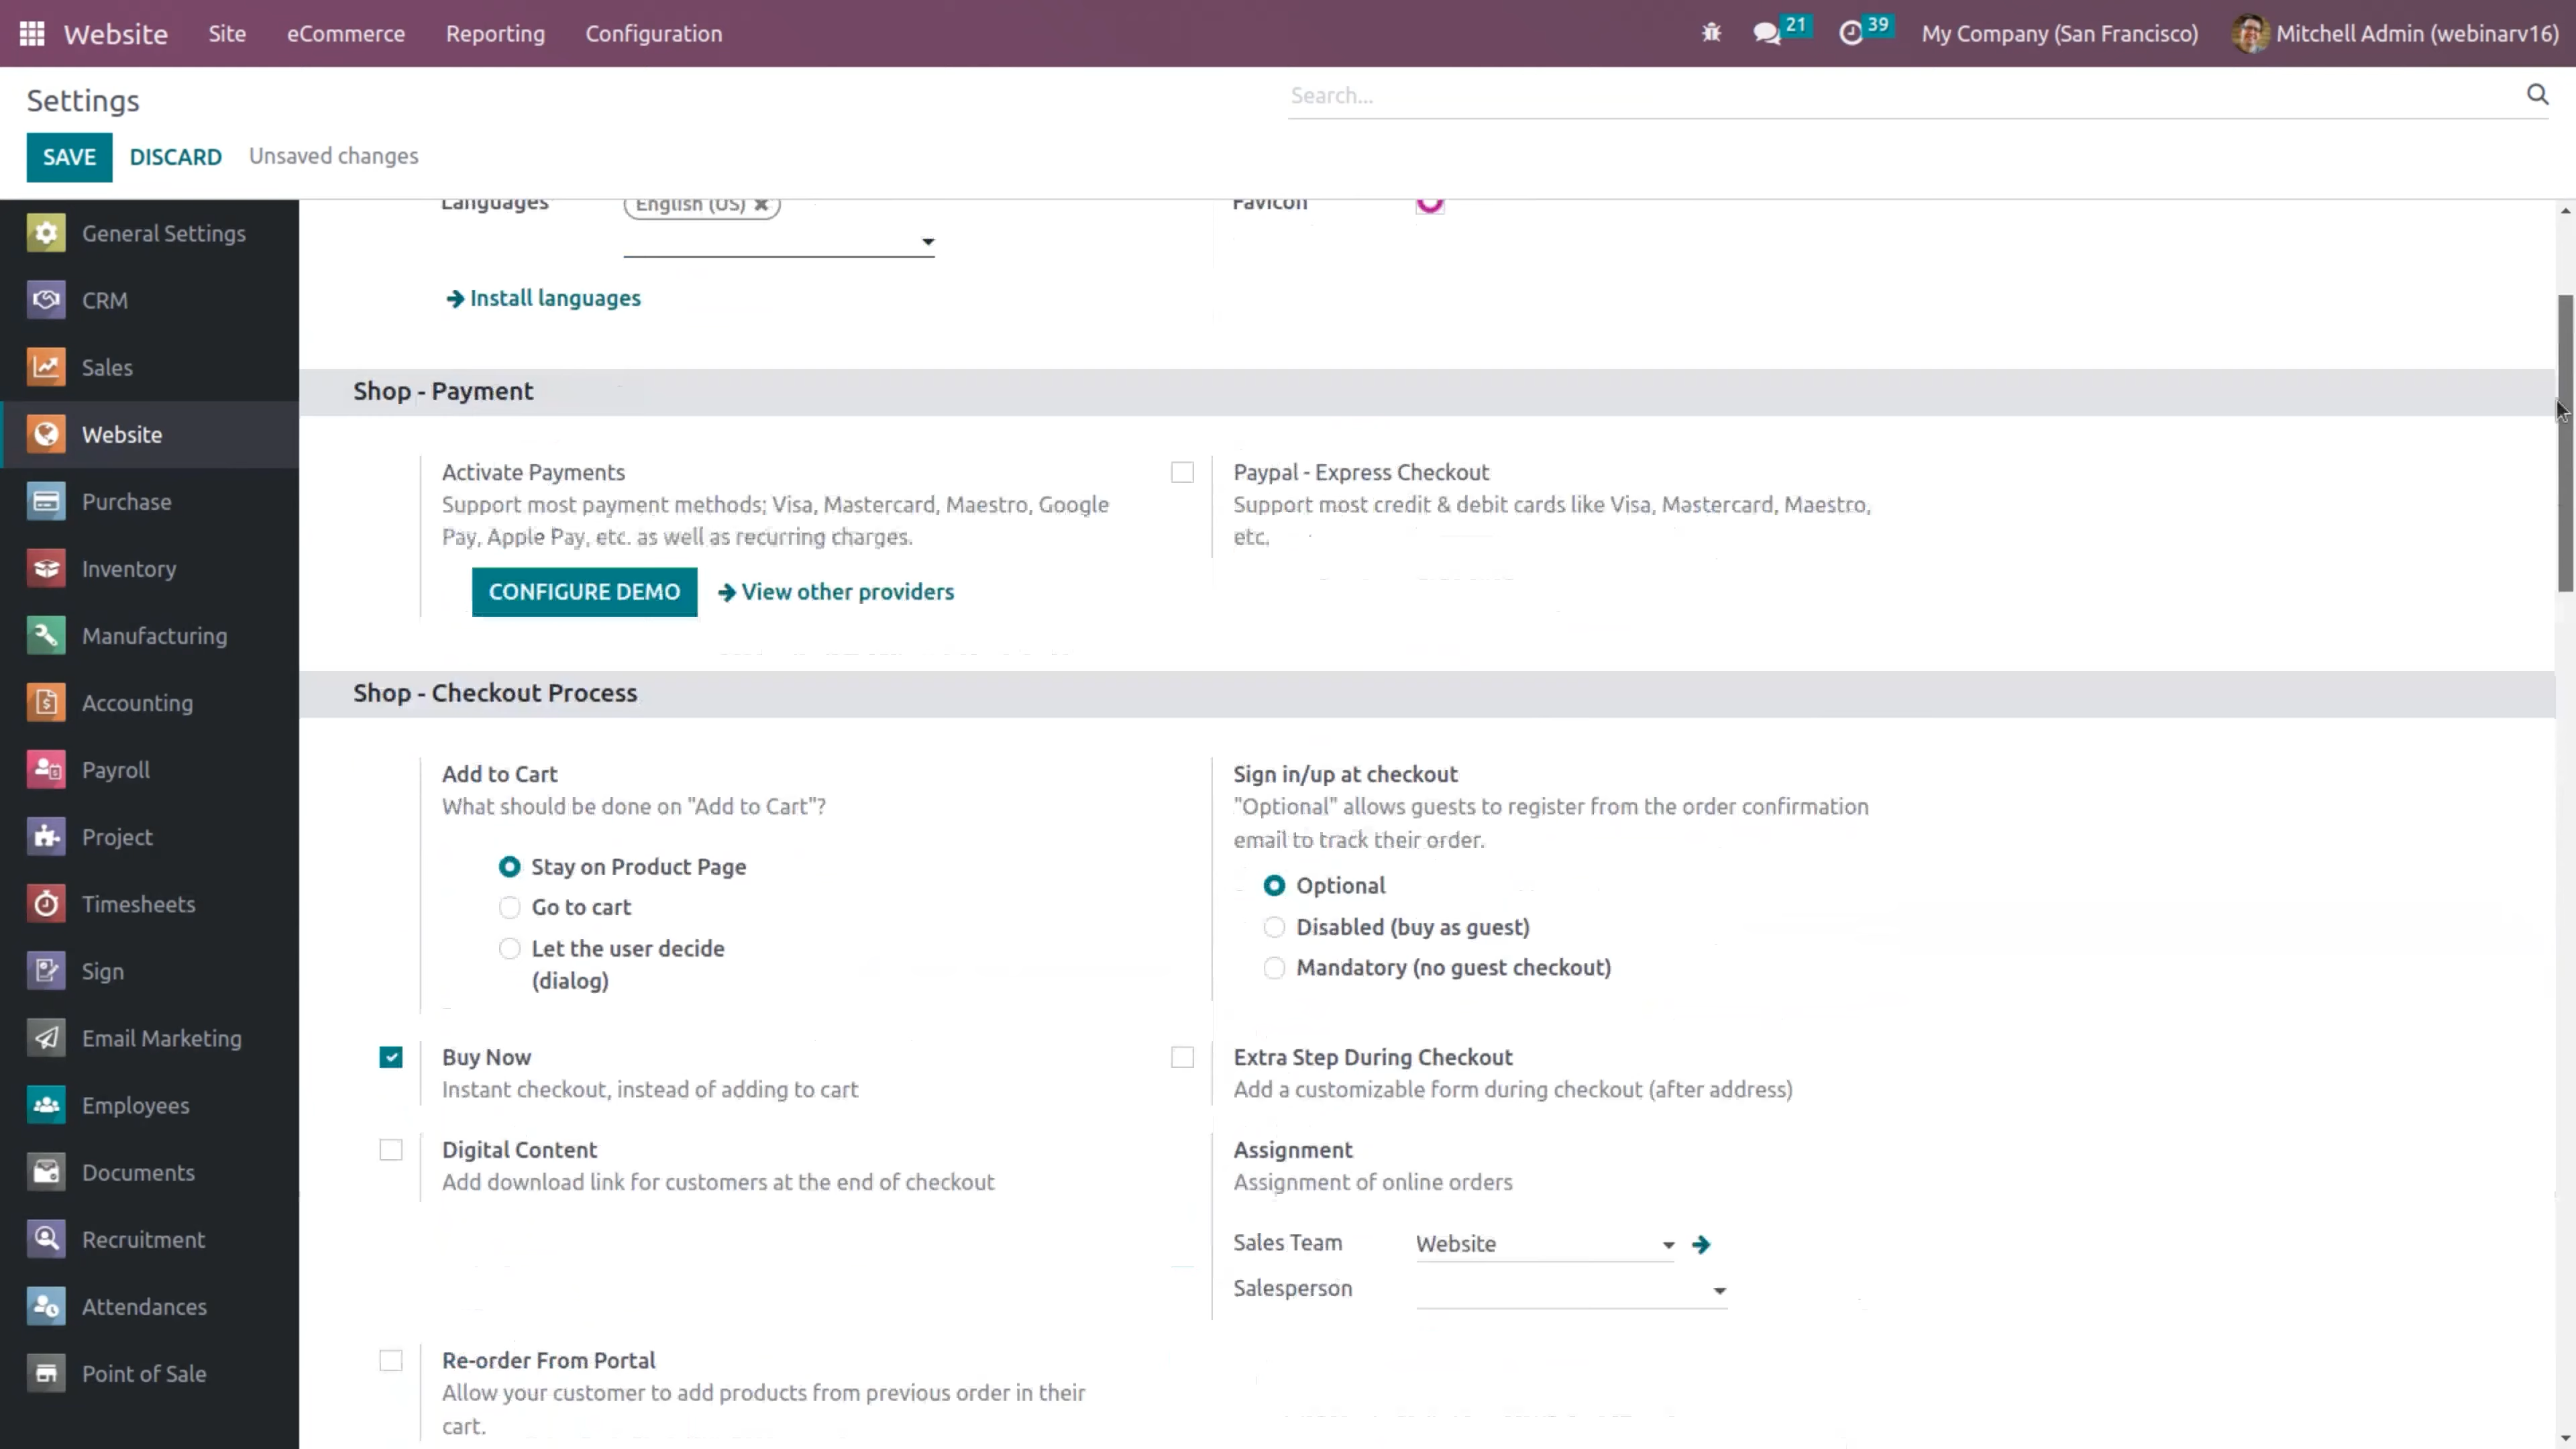 Website Site eCommerce Reporting Configuration 21 39 My Company (San Francisco) Mitchell Admin (webinarv16)
Settings
Search...
SAVE DISCARD Unsaved changes
General Settings
CRM
Sales
Website
Purchase
Inventory
Manufacturing
Accounting
Payroll
Project
Timesheets
Sign
Email Marketing
Employees
Documents
Recruitment
Attendances
Point of Sale
Languages English (US) Favicon
Install languages
Shop - Payment
Activate Payments
Support most payment methods; Visa, Mastercard, Maestro, Google
Pay, Apple Pay, etc. as well as recurring charges.
CONFIGURE DEMO View other providers
Paypal - Express Checkout
Support most credit & debit cards like Visa, Mastercard, Maestro,
etc.
Shop - Checkout Process
Add to Cart
What should be done on "Add to Cart"?
Stay on Product Page
Go to cart
Let the user decide
(dialog)
Sign in/up at checkout
"Optional" allows guests to register from the order confirmation
email to track their order.
Optional
Disabled (buy as guest)
Mandatory (no guest checkout)
Buy Now
Instant checkout, instead of adding to cart
Extra Step During Checkout
Add a customizable form during checkout (after address)
Digital Content
Add download link for customers at the end of checkout
Assignment
Assignment of online orders
Sales Team Website
Salesperson
Re-order From Portal
Allow your customer to add products from previous order in their
cart.